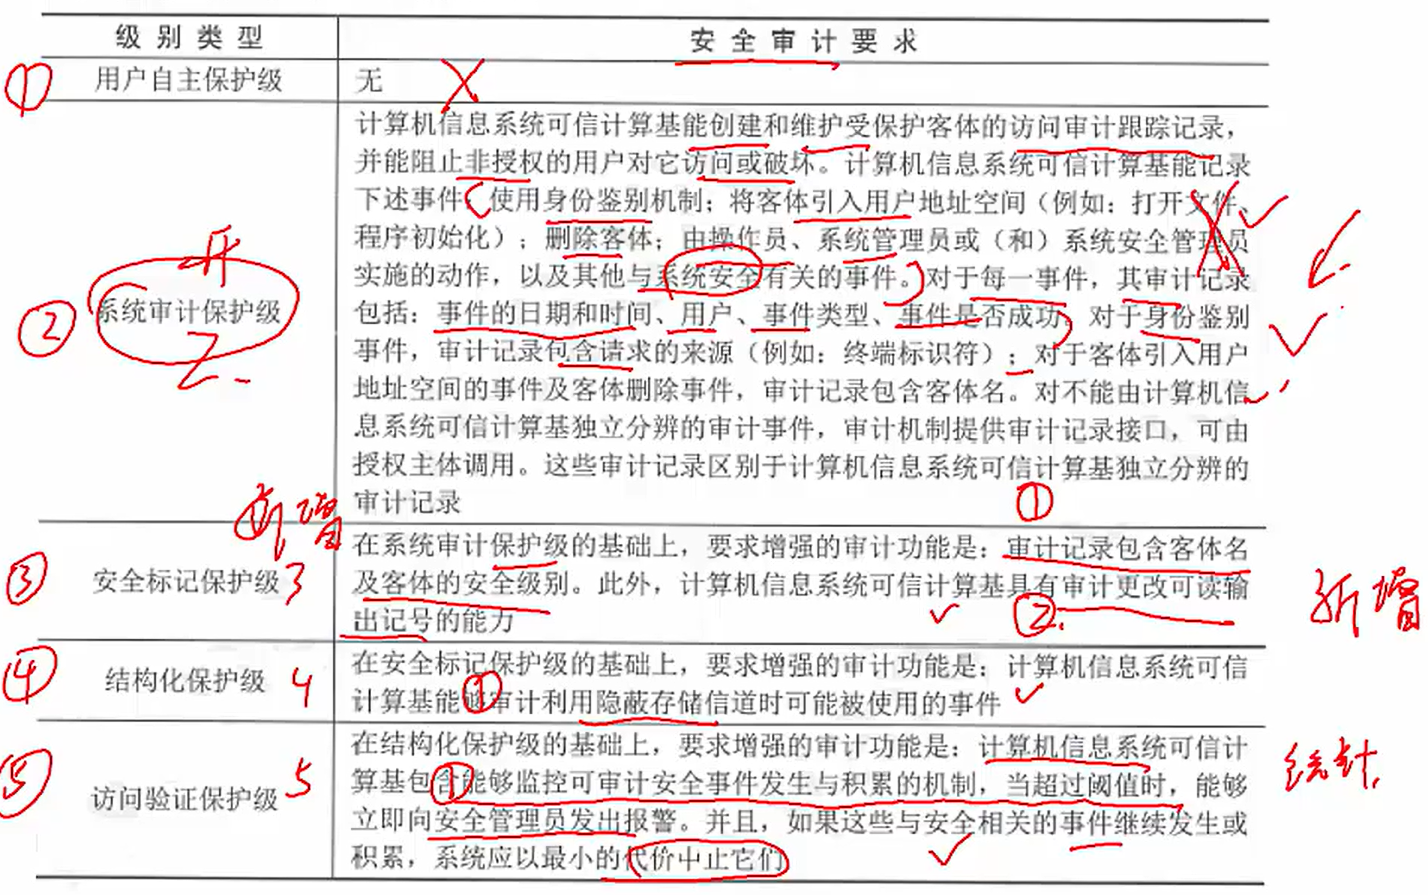 级别类型 安全审计要求
① 用户自主保护级 无
计算机信息系统可信计算基能创建和维护受保护客体的访问审计跟踪记录，
并能阻止非授权的用户对它访问或破坏。计算机信息系统可信计算基能记录
下述事件：使用身份鉴别机制；将客体引入用户地址空间（例如：打开文件、
程序初始化）；删除客体；由操作员、系统管理员或（和）系统安全管理员
实施的动作，以及其他与系统安全有关的事件。对于每一事件，其审计记录
② 系统审计保护级
包括：事件的日期和时间、用户、事件类型、事件是否成功。对于身份鉴别
事件，审计记录包含请求的来源（例如：终端标识符）；对于客体引入用户
地址空间的事件及客体删除事件，审计记录包含客体名。对不能由计算机信
息系统可信计算基独立分辨的审计事件，审计机制提供审计记录接口，可由
授权主体调用。这些审计记录区别于计算机信息系统可信计算基独立分辨的
审计记录
①
新增
在系统审计保护级的基础上，要求增强的审计功能是：审计记录包含客体名
③ 安全标记保护级 3
及客体的安全级别。此外，计算机信息系统可信计算基具有审计更改可读输
出记号的能力
②
新增
在安全标记保护级的基础上，要求增强的审计功能是：计算机信息系统可信
④ 结构化保护级 4
计算基能够审计利用隐蔽存储信道时可能被使用的事件
①
在结构化保护级的基础上，要求增强的审计功能是：计算机信息系统可信计
算基包含能够监控可审计安全事件发生与积累的机制，当超过阈值时，能够
①
统计
⑤ 访问验证保护级 5
立即向安全管理员发出报警。并且，如果这些与安全相关的事件继续发生或
积累，系统应以最小的代价中止它们